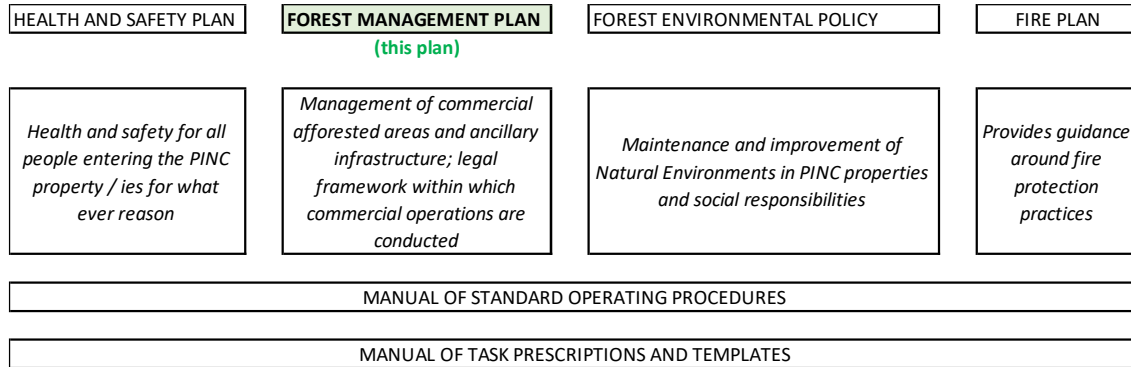 HEALTH AND SAFETY PLAN
FOREST MANAGEMENT PLAN
FOREST ENVIRONMENTAL POLICY
FIRE PLAN
(this plan)
Health and safety for all
people entering the PINC
property / ies for what
ever reason
Management of commercial
afforested areas and ancillary
infrastructure; legal
framework within which
commercial operations are
conducted
Maintenance and improvement of
Natural Environments in PINC properties
and social responsibilities
Provides guidance
around fire
protection
practices
MANUAL OF STANDARD OPERATING PROCEDURES
MANUAL OF TASK PRESCRIPTIONS AND TEMPLATES